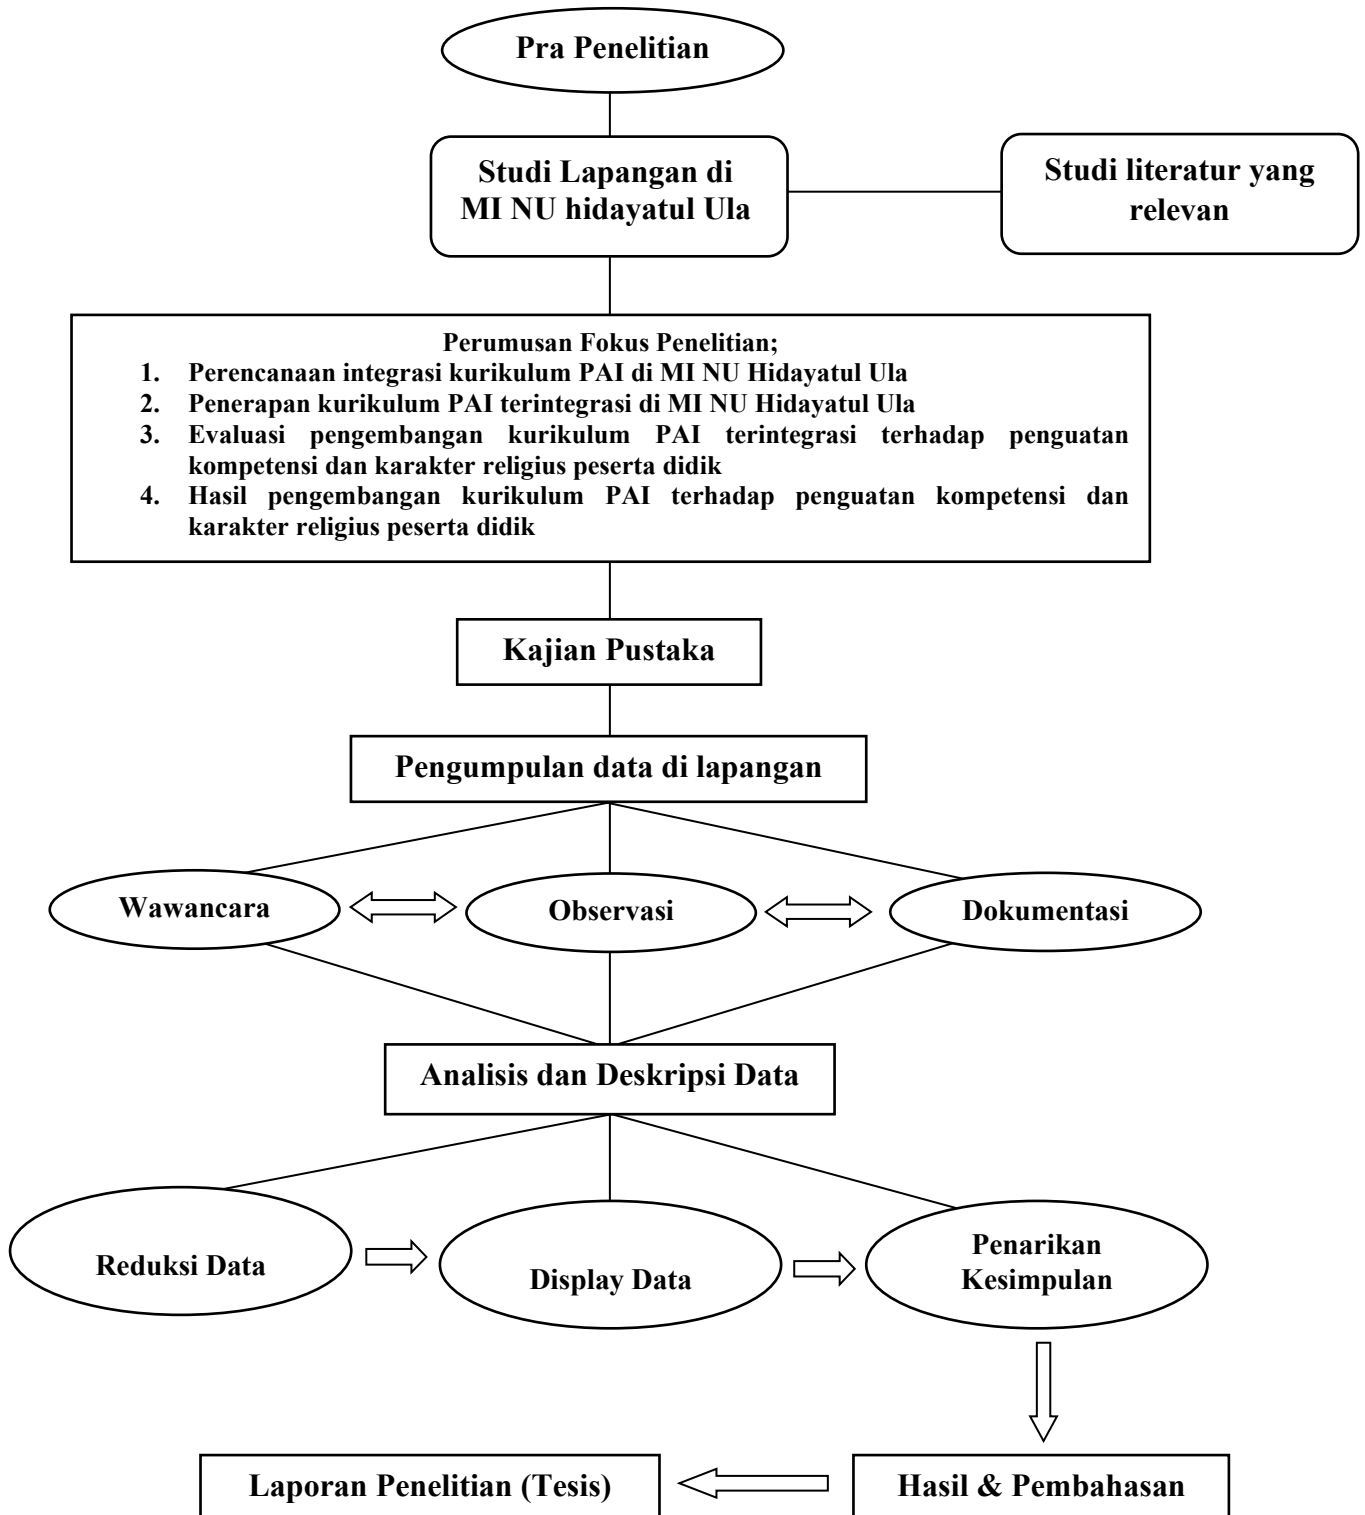 Pra Penelitian
Studi Lapangan di
MI NU hidayatul Ula
Studi literatur yang
relevan
Perumusan Fokus Penelitian;
1. Perencanaan integrasi kurikulum PAI di MI NU Hidayatul Ula
2. Penerapan kurikulum PAI terintegrasi di MI NU Hidayatul Ula
3. Evaluasi pengembangan kurikulum PAI terintegrasi terhadap penguatan
kompetensi dan karakter religius peserta didik
4. Hasil pengembangan kurikulum PAI terhadap penguatan kompetensi dan
karakter religius peserta didik
Kajian Pustaka
Pengumpulan data di lapangan
Wawancara
Observasi
Dokumentasi
Analisis dan Deskripsi Data
Reduksi Data
Display Data
Penarikan
Kesimpulan
Laporan Penelitian (Tesis)
Hasil & Pembahasan